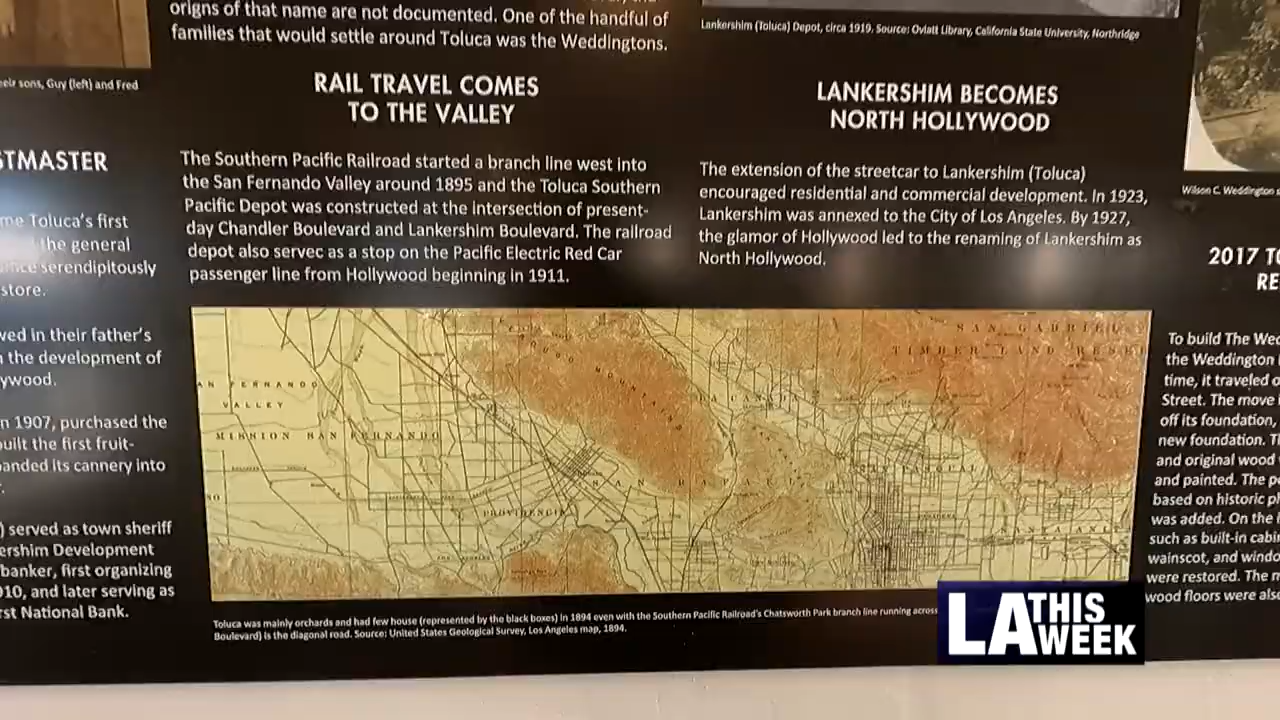 eir sons, Guy (left) and Fred
STMASTER
me Toluca's first
the general
serendipitously
store.
ved in their father's
n the development of
ywood.
n 1907, purchased the
built the first fruit-
panded its cannery into
) served as town sheriff
ershim Development
banker, first organizing
910, and later serving as
rst National Bank.
origns of that name are not documented. One of the handful of
families that would settle around Toluca was the Weddingtons.
RAIL TRAVEL COMES
TO THE VALLEY
The Southern Pacific Railroad started a branch line west into
the San Fernando Valley around 1895 and the Toluca Southern
Pacific Depot was constructed at the intersection of present-
day Chandler Boulevard and Lankershim Boulevard. The railroad
depot also servec as a stop on the Pacific Electric Red Car
passenger line from Hollywood beginning in 1911.
Lankershim (Toluca) Depot, circa 1919. Source: Oviatt Library, California State University, Northridge
LANKERSHIM BECOMES
NORTH HOLLYWOOD
The extension of the streetcar to Lankershim (Toluca)
encouraged residential and commercial development. In 1923,
Lankershim was annexed to the City of Los Angeles. By 1927,
the glamor of Hollywood led to the renaming of Lankershim as
North Hollywood.
AN FERNANDO
VALLEY
MISSION SAN FERNANDO
PROVIDENCIA
SAN RAFAEL
SAN GABRIEL
TIMBER LAND RESE
Toluca was mainly orchards and had few house (represented by the black boxes) in 1894 even with the Southern Pacific Railroad's Chatsworth Park branch line running across
Boulevard) is the diagonal road. Source: United States Geological Survey, Los Angeles map, 1894.
Wilson C. Weddington
2017 TO
RE
To build The Wed
the Weddington
time, it traveled o
Street. The move i
off its foundation,
new foundation. T
and original wood
and painted. The po
based on historic ph
was added. On the i
such as built-in cabi
wainscot, and windo
were restored. The m
wood floors were also
LA THIS
WEEK